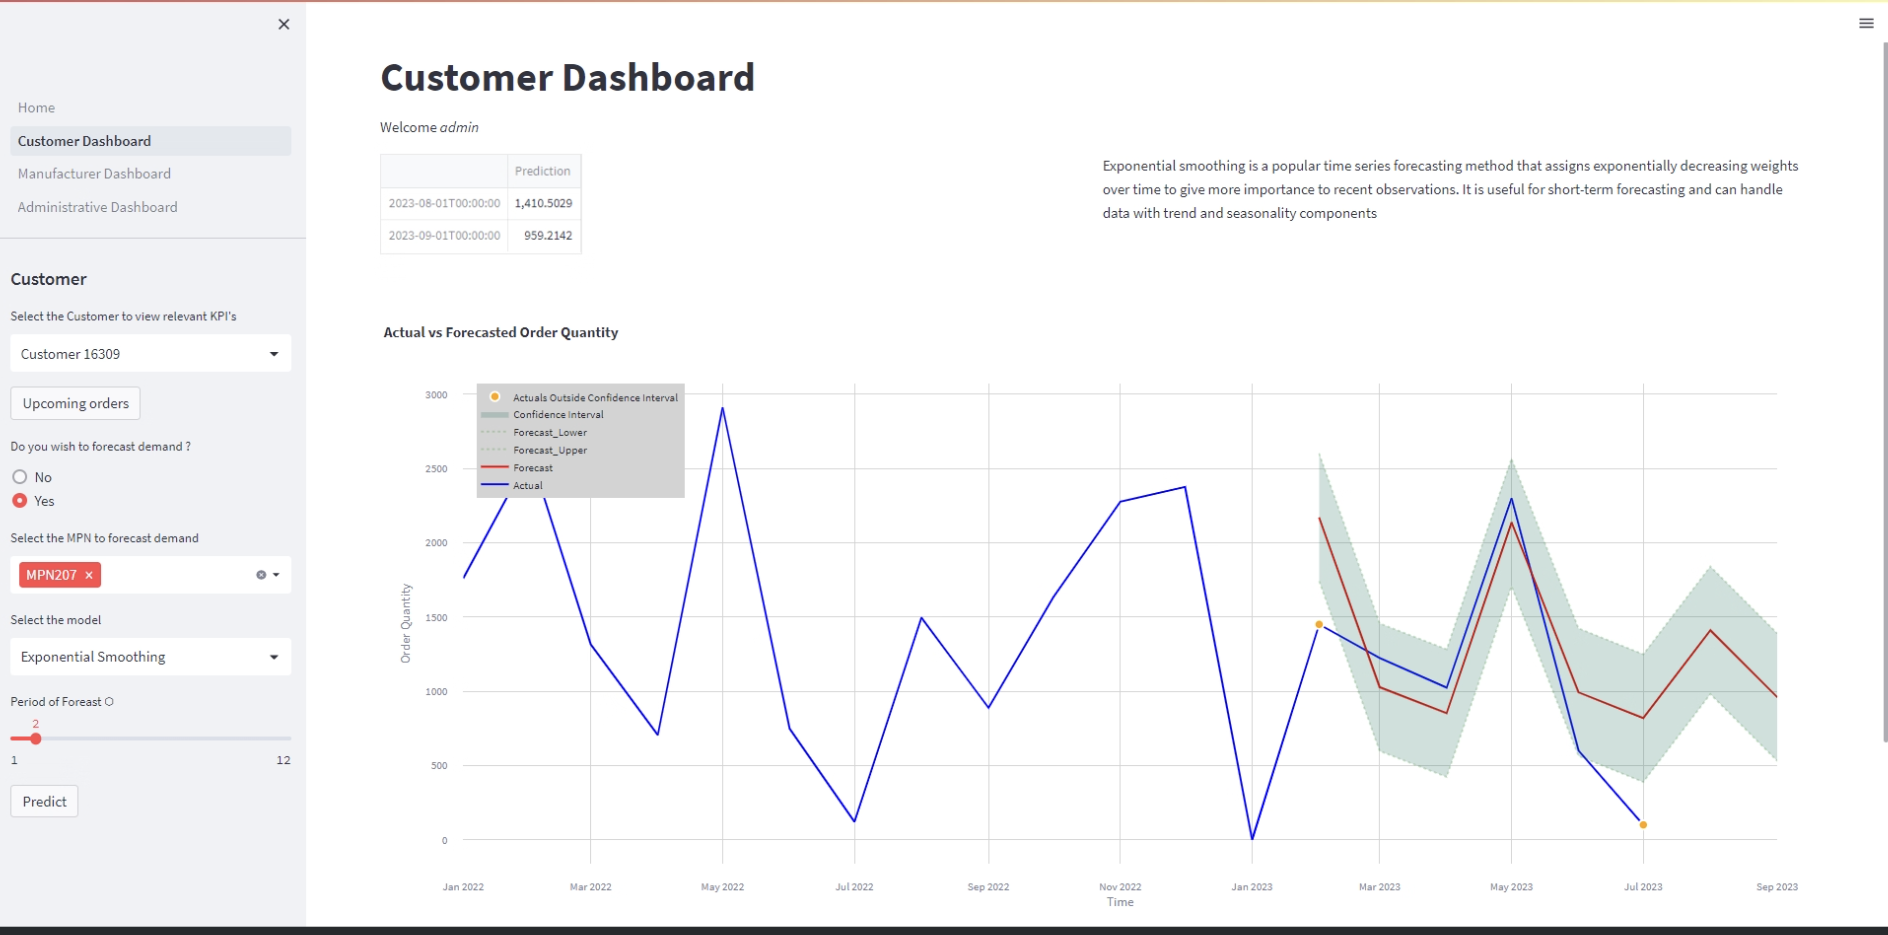 Home
Customer Dashboard
Manufacturer Dashboard
Administrative Dashboard
Customer
Select the Customer to view relevant KPI's
Customer 16309
Upcoming orders
Do you wish to forecast demand ?
No
Yes
Select the MPN to forecast demand
MPN207
Select the model
Exponential Smoothing
Period of Foreast
2
1 12
Predict
Customer Dashboard
Welcome admin
Prediction
2023-08-01T00:00:00 1,410.5029
2023-09-01T00:00:00 959.2142
Exponential smoothing is a popular time series forecasting method that assigns exponentially decreasing weights
over time to give more importance to recent observations. It is useful for short-term forecasting and can handle
data with trend and seasonality components
Actual vs Forecasted Order Quantity
Actuals Outside Confidence Interval
Confidence Interval
Forecast_Lower
Forecast_Upper
Forecast
Actual
Order Quantity
3000
2500
2000
1500
1000
500
0
Jan 2022 Mar 2022 May 2022 Jul 2022 Sep 2022 Nov 2022 Jan 2023 Mar 2023 May 2023 Jul 2023 Sep 2023
Time